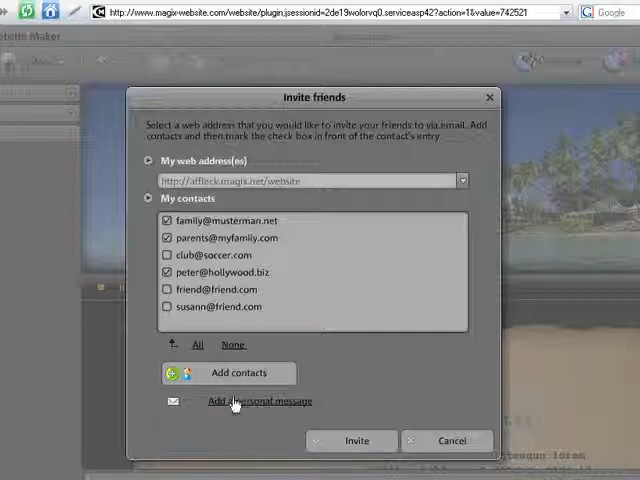 http://www.magix-website.com/website/plugin;jsessionid=2de19wolorvq0.serviceasp42?action=1&value=742521
Google
ebsite Maker
Invite friends
Select a web address that you would like to invite your friends to via email. Add
contacts and then mark the check box in front of the contact's entry.
My web address(es)
http://affleck.magix.net/website
My contacts
family@musterman.net
parents@myfamily.com
club@soccer.com
peter@hollywood.biz
friend@friend.com
susann@friend.com
All None
Add contacts
Add a personal message
Invite Cancel
lorem